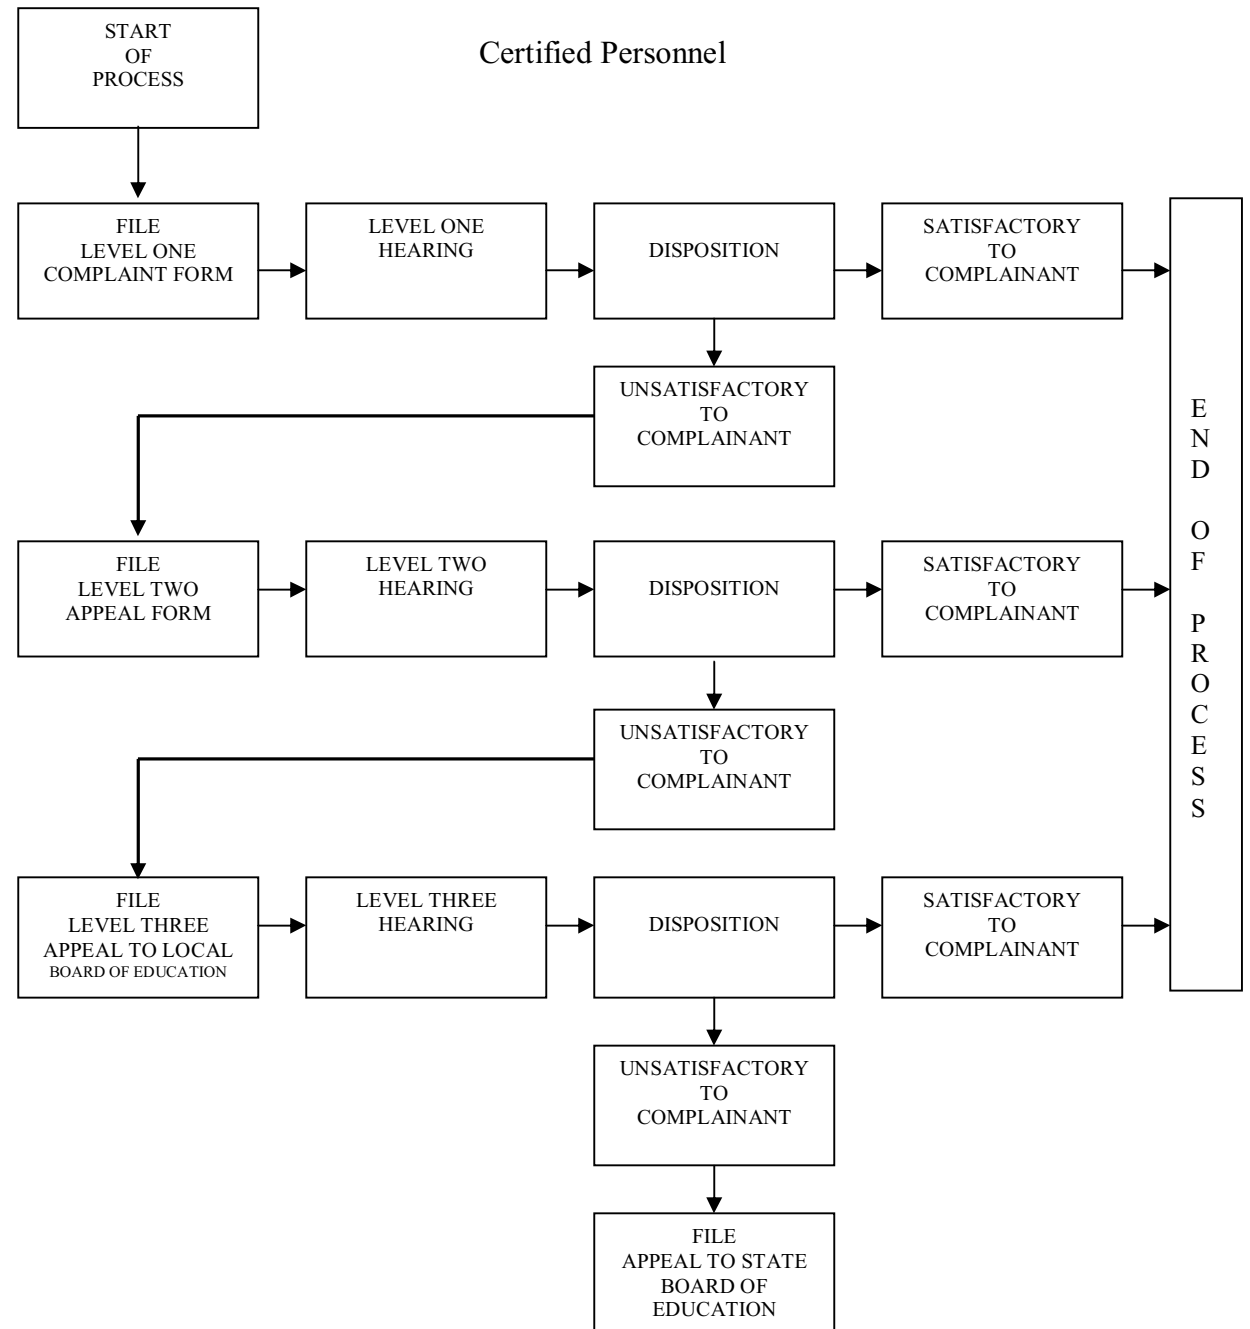 START
OF
PROCESS
Certified Personnel
FILE
LEVEL ONE
COMPLAINT FORM
LEVEL ONE
HEARING
DISPOSITION
SATISFACTORY
TO
COMPLAINANT
UNSATISFACTORY
TO
COMPLAINANT
FILE
LEVEL TWO
APPEAL FORM
LEVEL TWO
HEARING
DISPOSITION
SATISFACTORY
TO
COMPLAINANT
UNSATISFACTORY
TO
COMPLAINANT
FILE
LEVEL THREE
APPEAL TO LOCAL
BOARD OF EDUCATION
LEVEL THREE
HEARING
DISPOSITION
SATISFACTORY
TO
COMPLAINANT
UNSATISFACTORY
TO
COMPLAINANT
FILE
APPEAL TO STATE
BOARD OF
EDUCATION
END OF PROCESS